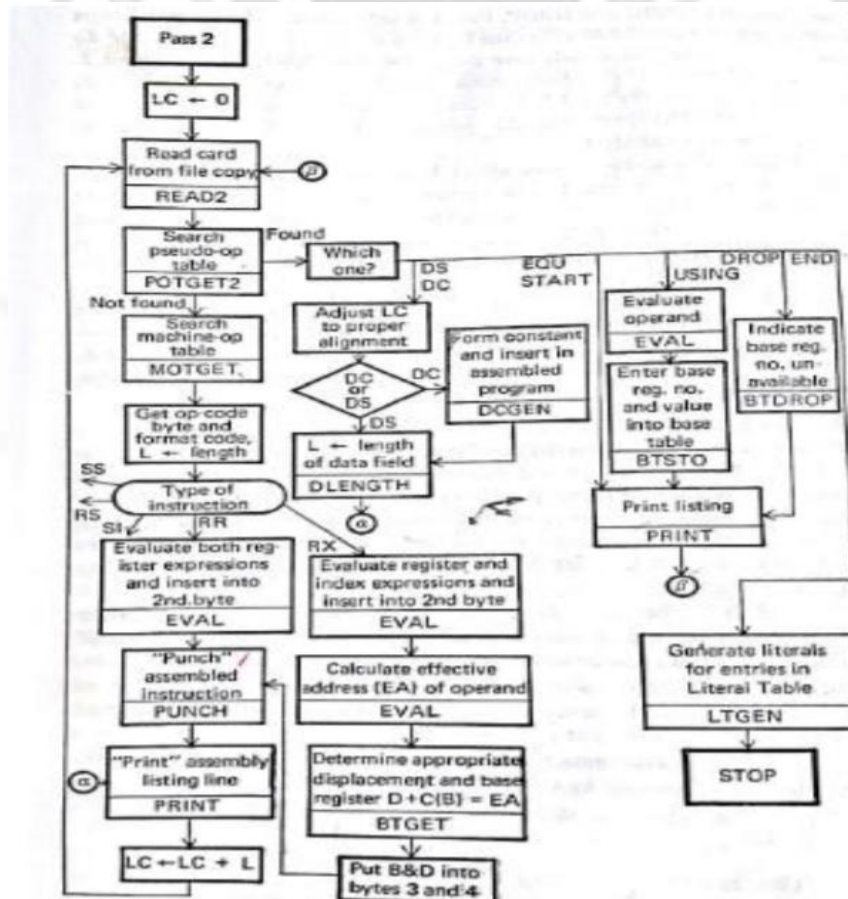 Pass 2
LC ← 0
Read card
from file copy
β
READ2
Search
pseudo-op
table
POTGET2
Found
Not found
Which
one?
DS
DC
EQU
START
USING
DROP
END
Search
machine-op
table
MOTGET
Get op-code
byte and
format code,
L ← length
SS
RS
SI
RR
RX
Type of
instruction
Adjust LC
to proper
alignment
DC
or
DS
DC
DS
Form constant
and insert in
assembled
program
DCGEN
L ← length
of data field
DLENGTH
α
Evaluate
operand
EVAL
Enter base
reg. no.
and value
into base
table
BTSTO
Indicate
base reg.
no. un-
available
BTDROP
Print listing
PRINT
β
Evaluate both reg-
ister expressions
and insert into
2nd.byte
EVAL
"Punch"
assembled
instruction
PUNCH
α
"Print" assembly
listing line
PRINT
LC←LC + L
Evaluate register and
index expressions and
insert into 2nd byte
EVAL
Calculate effective
address (EA) of operand
EVAL
Determine appropriate
displacement and base
register D+C(B) = EA
BTGET
Put B&D into
bytes 3 and 4
Generate literals
for entries in
Literal Table
LTGEN
STOP